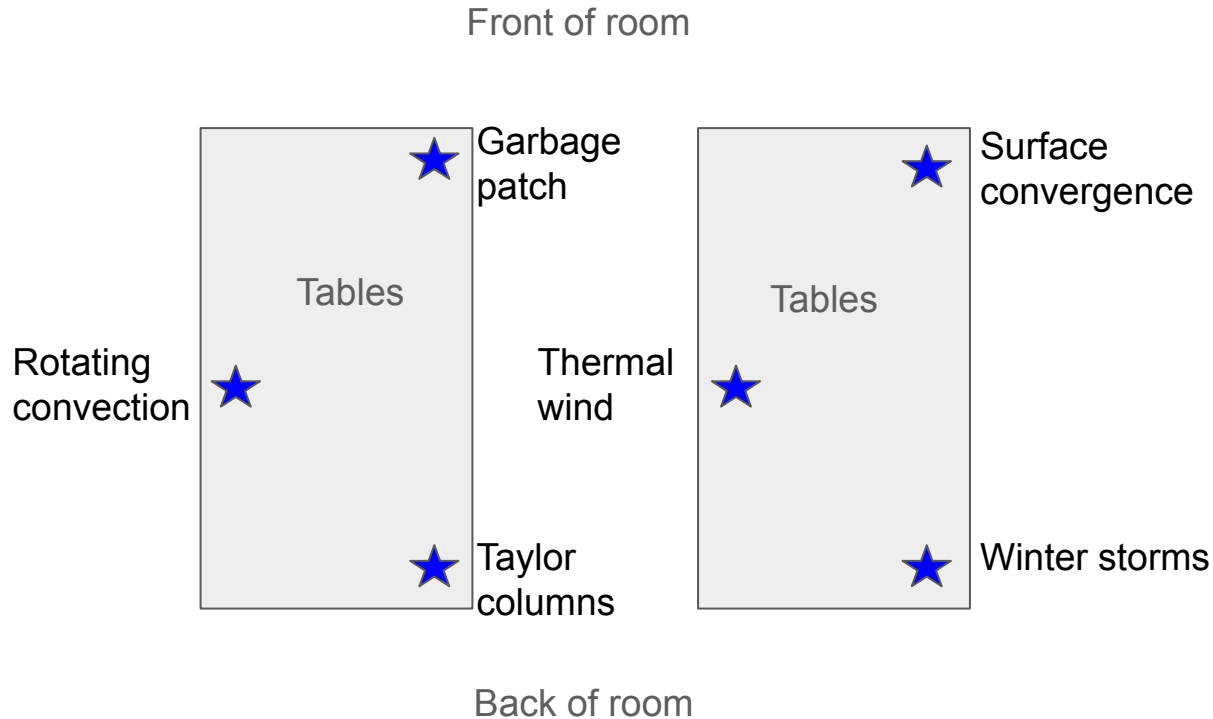 Front of room
Garbage
patch
Surface
convergence
Tables
Tables
Rotating
convection
Thermal
wind
Taylor
columns
Winter storms
Back of room